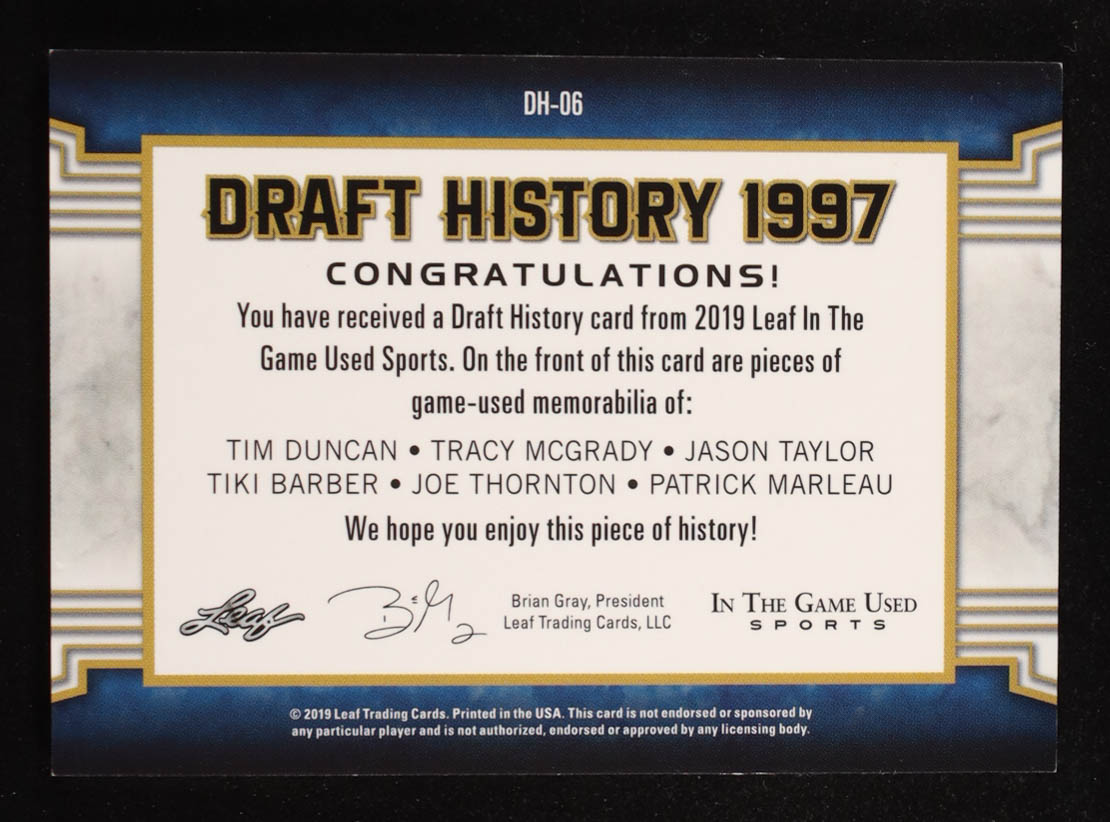 DH-06
DRAFT HISTORY 1997
CONGRATULATIONS!
You have received a Draft History card from 2019 Leaf In The
Game Used Sports. On the front of this card are pieces of
game-used memorabilia of:
TIM DUNCAN • TRACY MCGRADY • JASON TAYLOR
TIKI BARBER • JOE THORNTON • PATRICK MARLEAU
We hope you enjoy this piece of history!
Leaf
Brian Gray, President
Leaf Trading Cards, LLC
IN THE GAME USED
SPORTS
© 2019 Leaf Trading Cards. Printed in the USA. This card is not endorsed or sponsored by
any particular player and is not authorized, endorsed or approved by any licensing body.